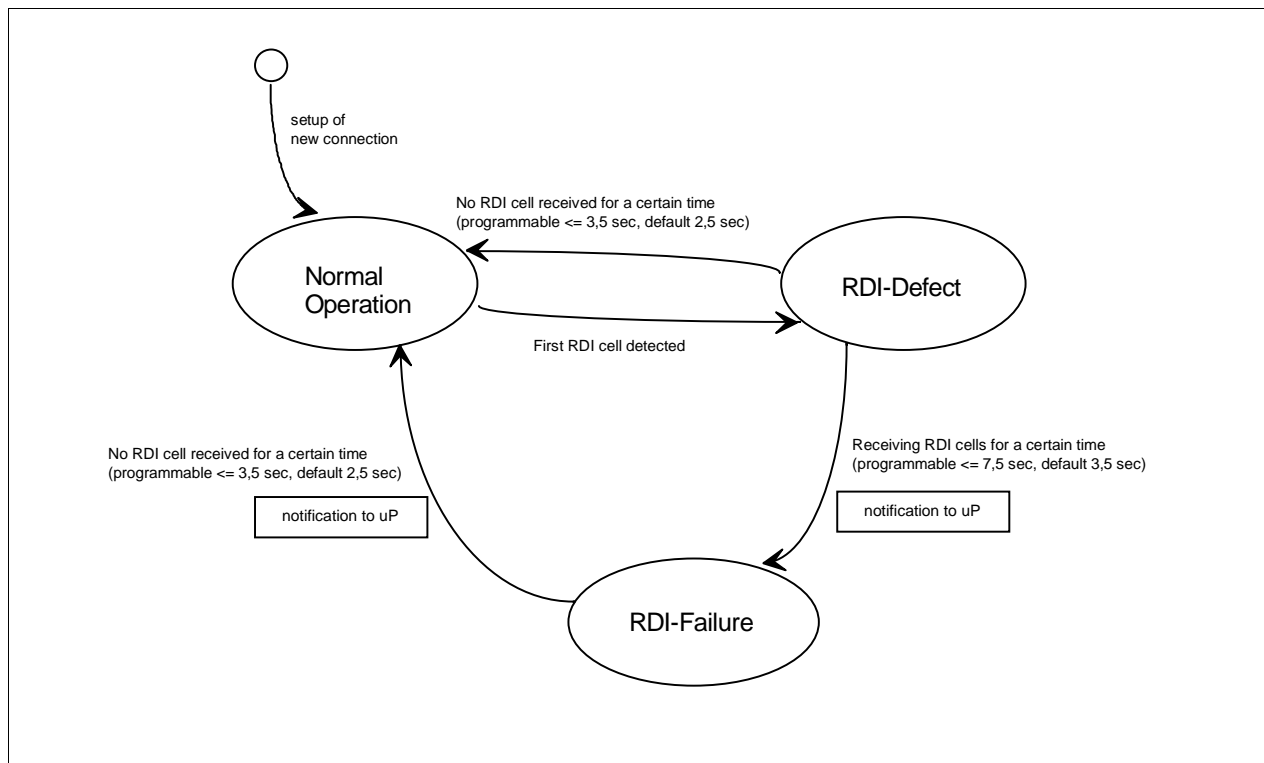 setup of
new connection
No RDI cell received for a certain time
(programmable <= 3,5 sec, default 2,5 sec)
Normal
Operation
RDI-Defect
First RDI cell detected
No RDI cell received for a certain time
(programmable <= 3,5 sec, default 2,5 sec)
notification to uP
Receiving RDI cells for a certain time
(programmable <= 7,5 sec, default 3,5 sec)
notification to uP
RDI-Failure